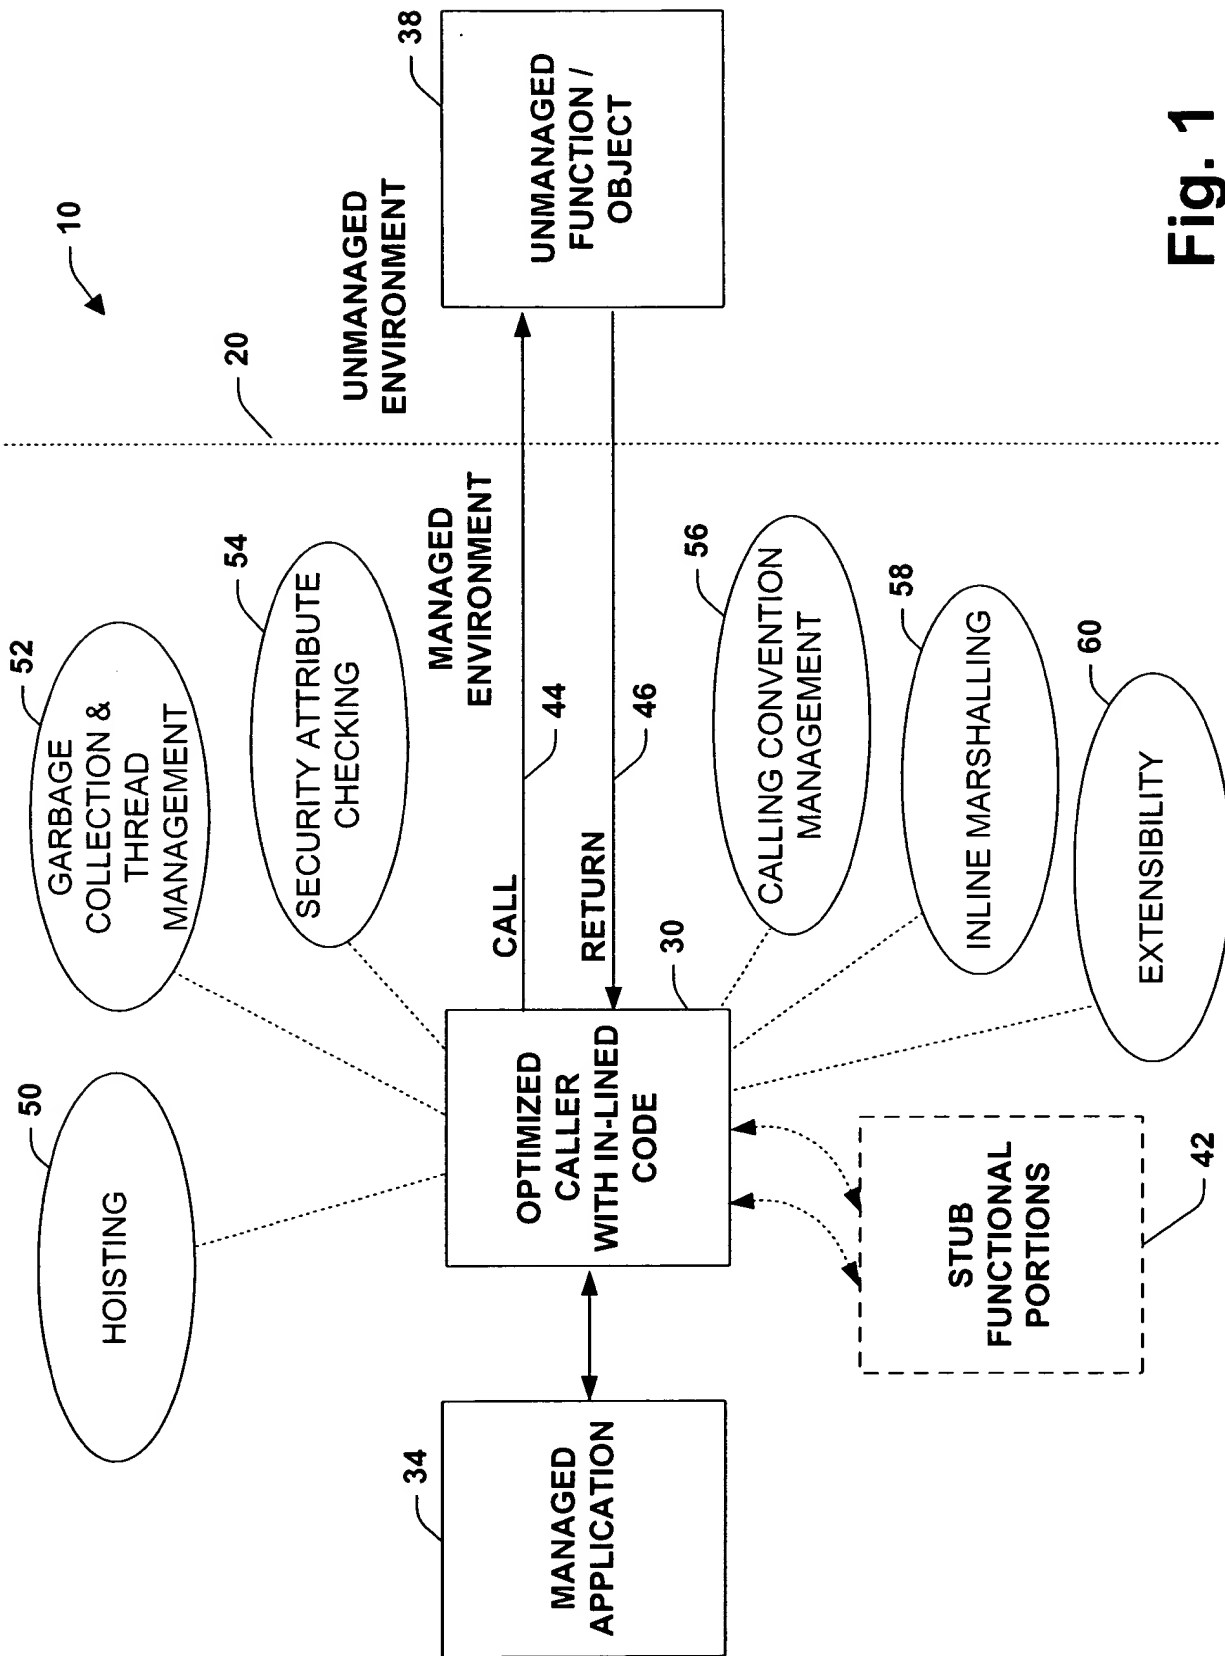 10
50
HOISTING
52
GARBAGE
COLLECTION &
THREAD
MANAGEMENT
54
SECURITY ATTRIBUTE
CHECKING
20
UNMANAGED
ENVIRONMENT
MANAGED
ENVIRONMENT
34
MANAGED
APPLICATION
OPTIMIZED
CALLER
WITH IN-LINED
CODE
30
CALL
44
RETURN
46
38
UNMANAGED
FUNCTION /
OBJECT
56
CALLING CONVENTION
MANAGEMENT
58
INLINE MARSHALLING
60
EXTENSIBILITY
STUB
FUNCTIONAL
PORTIONS
42
Fig. 1